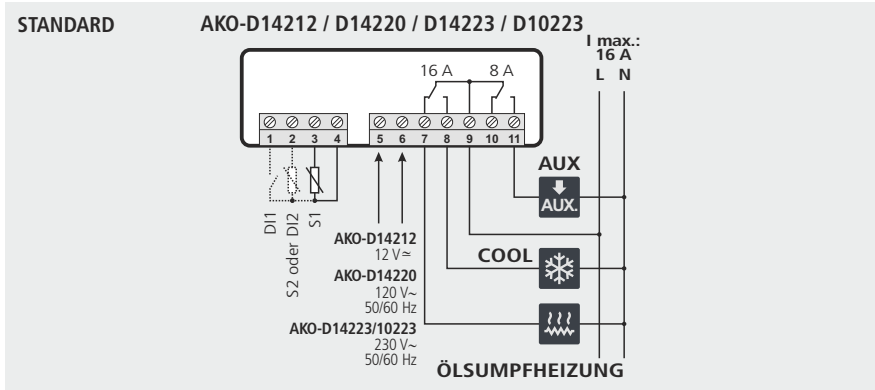 STANDARD
AKO-D14212 / D14220 / D14223 / D10223
I max.:
16 A
L N
16 A 8 A
1 2 3 4 5 6 7 8 9 10 11
DI1
S2 oder DI2
S1
AUX
AUX.
AKO-D14212
12 V≂
COOL
AKO-D14220
120 V~
50/60 Hz
AKO-D14223/10223
230 V~
50/60 Hz
ÖLSUMPFHEIZUNG